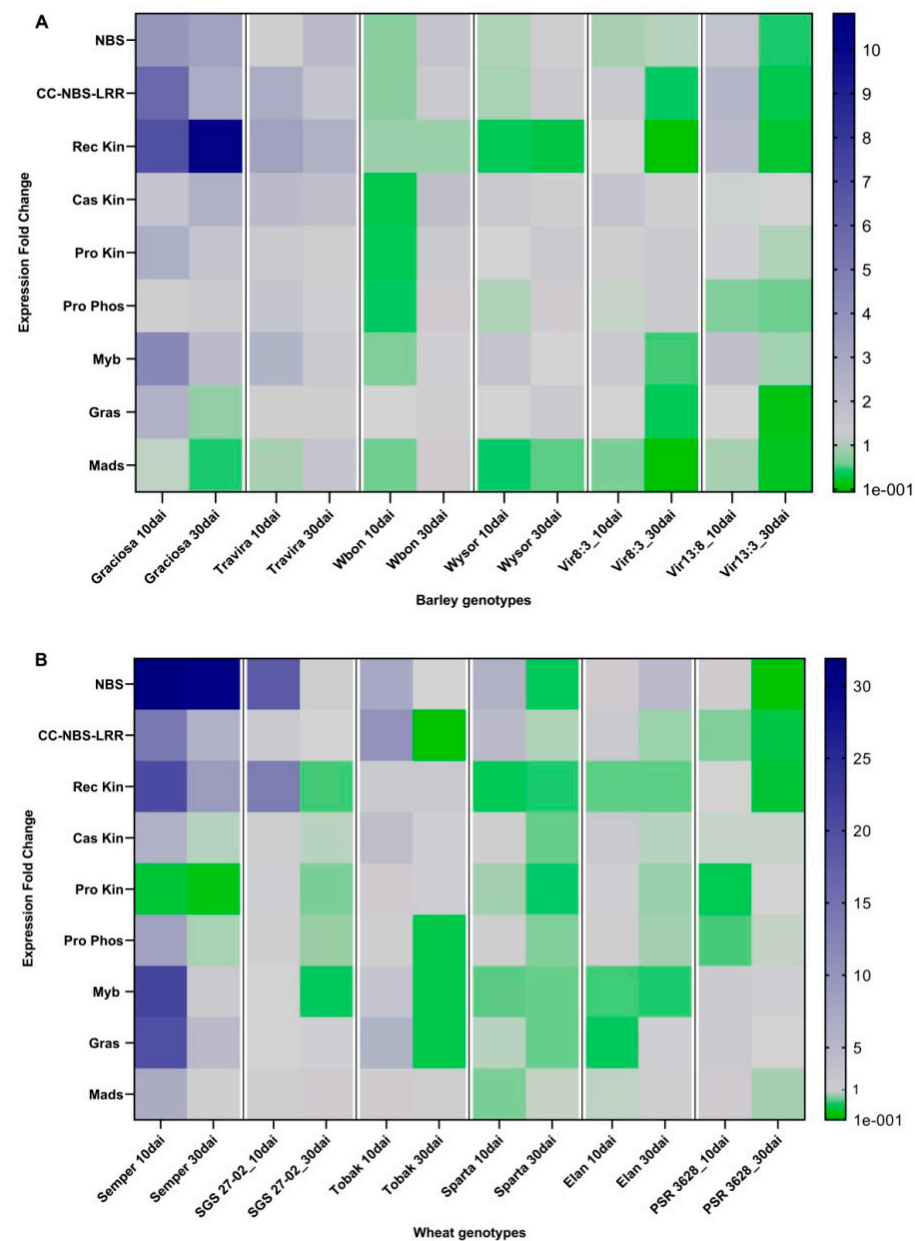 A
Expression Fold Change
NBS
CC-NBS-LRR
Rec Kin
Cas Kin
Pro Kin
Pro Phos
Myb
Gras
Mads
10
9
8
7
6
5
4
3
2
1
1e-001
Graciosa 10dai
Graciosa 30dai
Travira 10dai
Travira 30dai
Wbon 10dai
Wbon 30dai
Wysor 10dai
Wysor 30dai
Vir8:3_10dai
Vir8:3_30dai
Vir13:8_10dai
Vir13:3_30dai
Barley genotypes
B
Expression Fold Change
NBS
CC-NBS-LRR
Rec Kin
Cas Kin
Pro Kin
Pro Phos
Myb
Gras
Mads
30
25
20
15
10
5
1
1e-001
Semper 10dai
Semper 30dai
SGS 27-02_10dai
SGS 27-02_30dai
Tobak 10dai
Tobak 30dai
Sparta 10dai
Sparta 30dai
Elan 10dai
Elan 30dai
PSR 3628_10dai
PSR 3628_30dai
Wheat genotypes